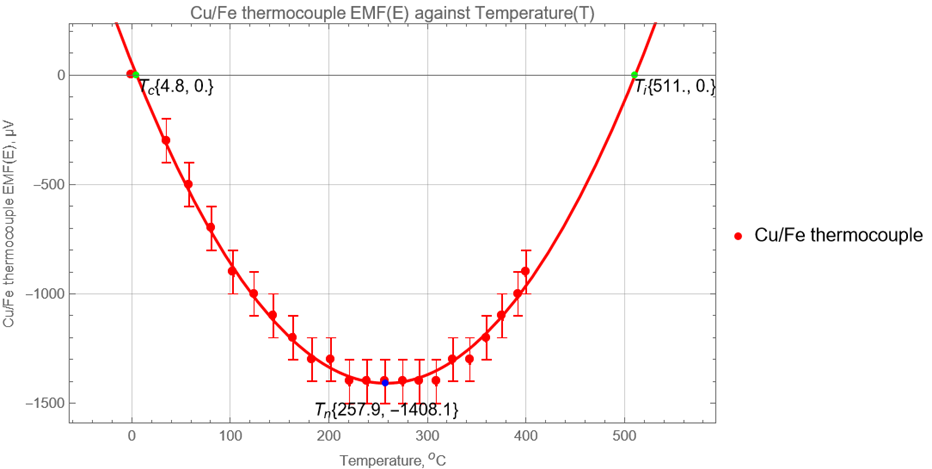 Cu/Fe thermocouple EMF(E) against Temperature(T)
Cu/Fe thermocouple EMF(E), μV
0
−500
−1000
−1500
Tc{4.8, 0.}
Ti{511., 0.}
Tn{257.9, −1408.1}
Cu/Fe thermocouple
0 100 200 300 400 500
Temperature, °C